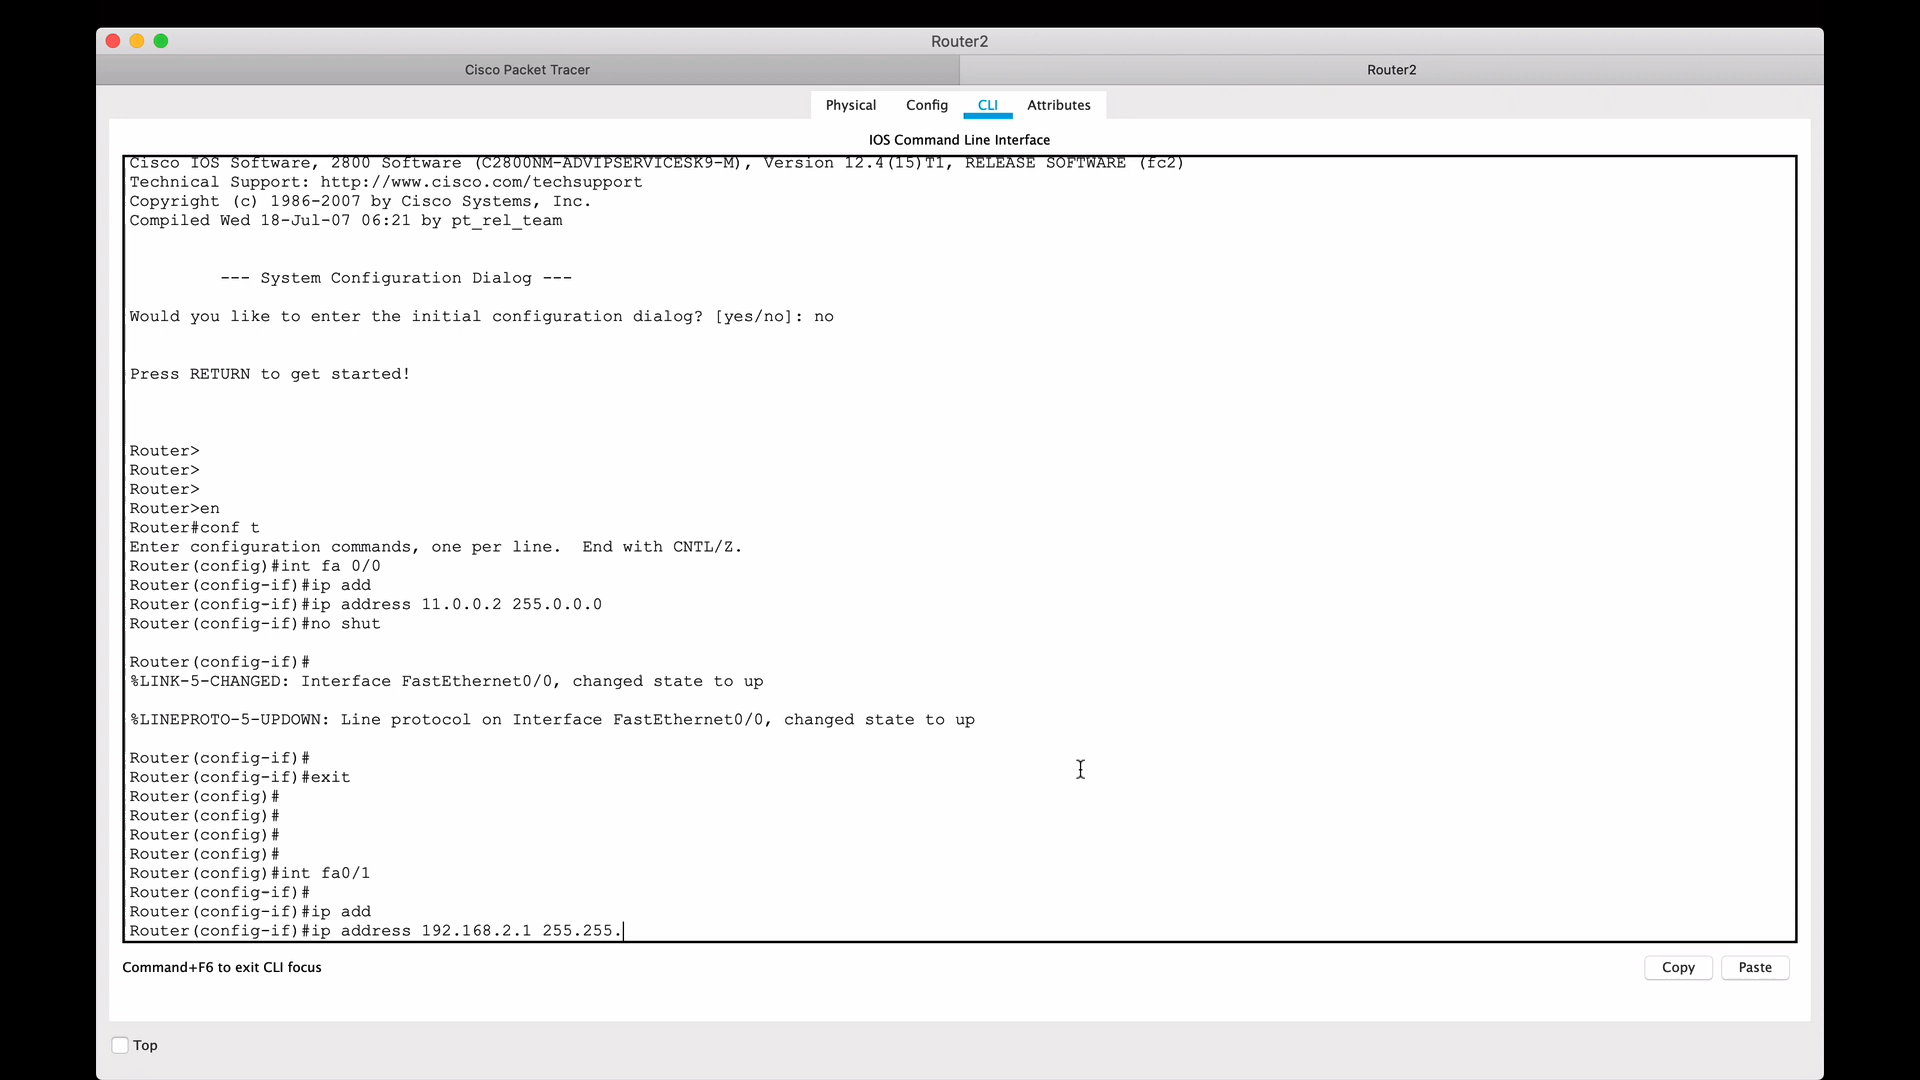 Router2
Cisco Packet Tracer
Router2
Physical Config CLI Attributes
IOS Command Line Interface
Cisco IOS Software, 2800 Software (C2800NM-ADVIPSERVICESK9-M), Version 12.4(15)T1, RELEASE SOFTWARE (fc2)
Technical Support: http://www.cisco.com/techsupport
Copyright (c) 1986-2007 by Cisco Systems, Inc.
Compiled Wed 18-Jul-07 06:21 by pt_rel_team
--- System Configuration Dialog ---
Would you like to enter the initial configuration dialog? [yes/no]: no
Press RETURN to get started!
Router>
Router>
Router>
Router>en
Router#conf t
Enter configuration commands, one per line.  End with CNTL/Z.
Router(config)#int fa 0/0
Router(config-if)#ip add
Router(config-if)#ip address 11.0.0.2 255.0.0.0
Router(config-if)#no shut
Router(config-if)#
%LINK-5-CHANGED: Interface FastEthernet0/0, changed state to up
%LINEPROTO-5-UPDOWN: Line protocol on Interface FastEthernet0/0, changed state to up
Router(config-if)#
Router(config-if)#exit
Router(config)#
Router(config)#
Router(config)#
Router(config)#
Router(config)#int fa0/1
Router(config-if)#
Router(config-if)#ip add
Router(config-if)#ip address 192.168.2.1 255.255.
Command+F6 to exit CLI focus
Copy Paste
Top